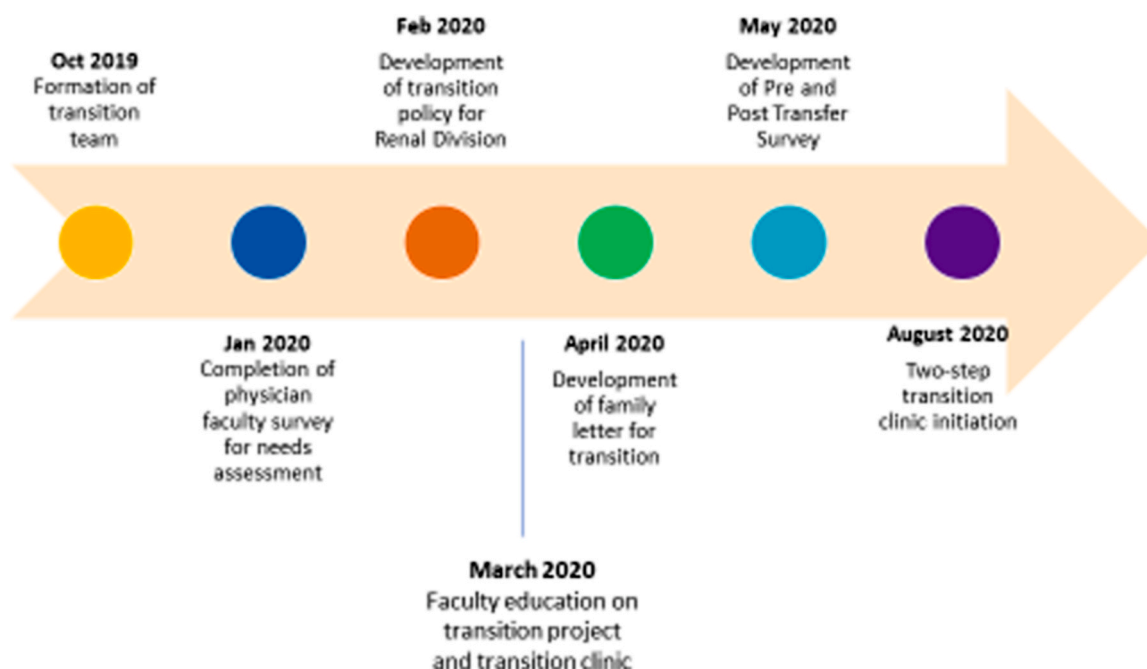 Oct 2019
Formation of
transition
team
Jan 2020
Completion of
physician
faculty survey
for needs
assessment
Feb 2020
Development
of transition
policy for
Renal Division
March 2020
Faculty education on
transition project
and transition clinic
April 2020
Development
of family
letter for
transition
May 2020
Development
of Pre and
Post Transfer
Survey
August 2020
Two-step
transition
clinic initiation